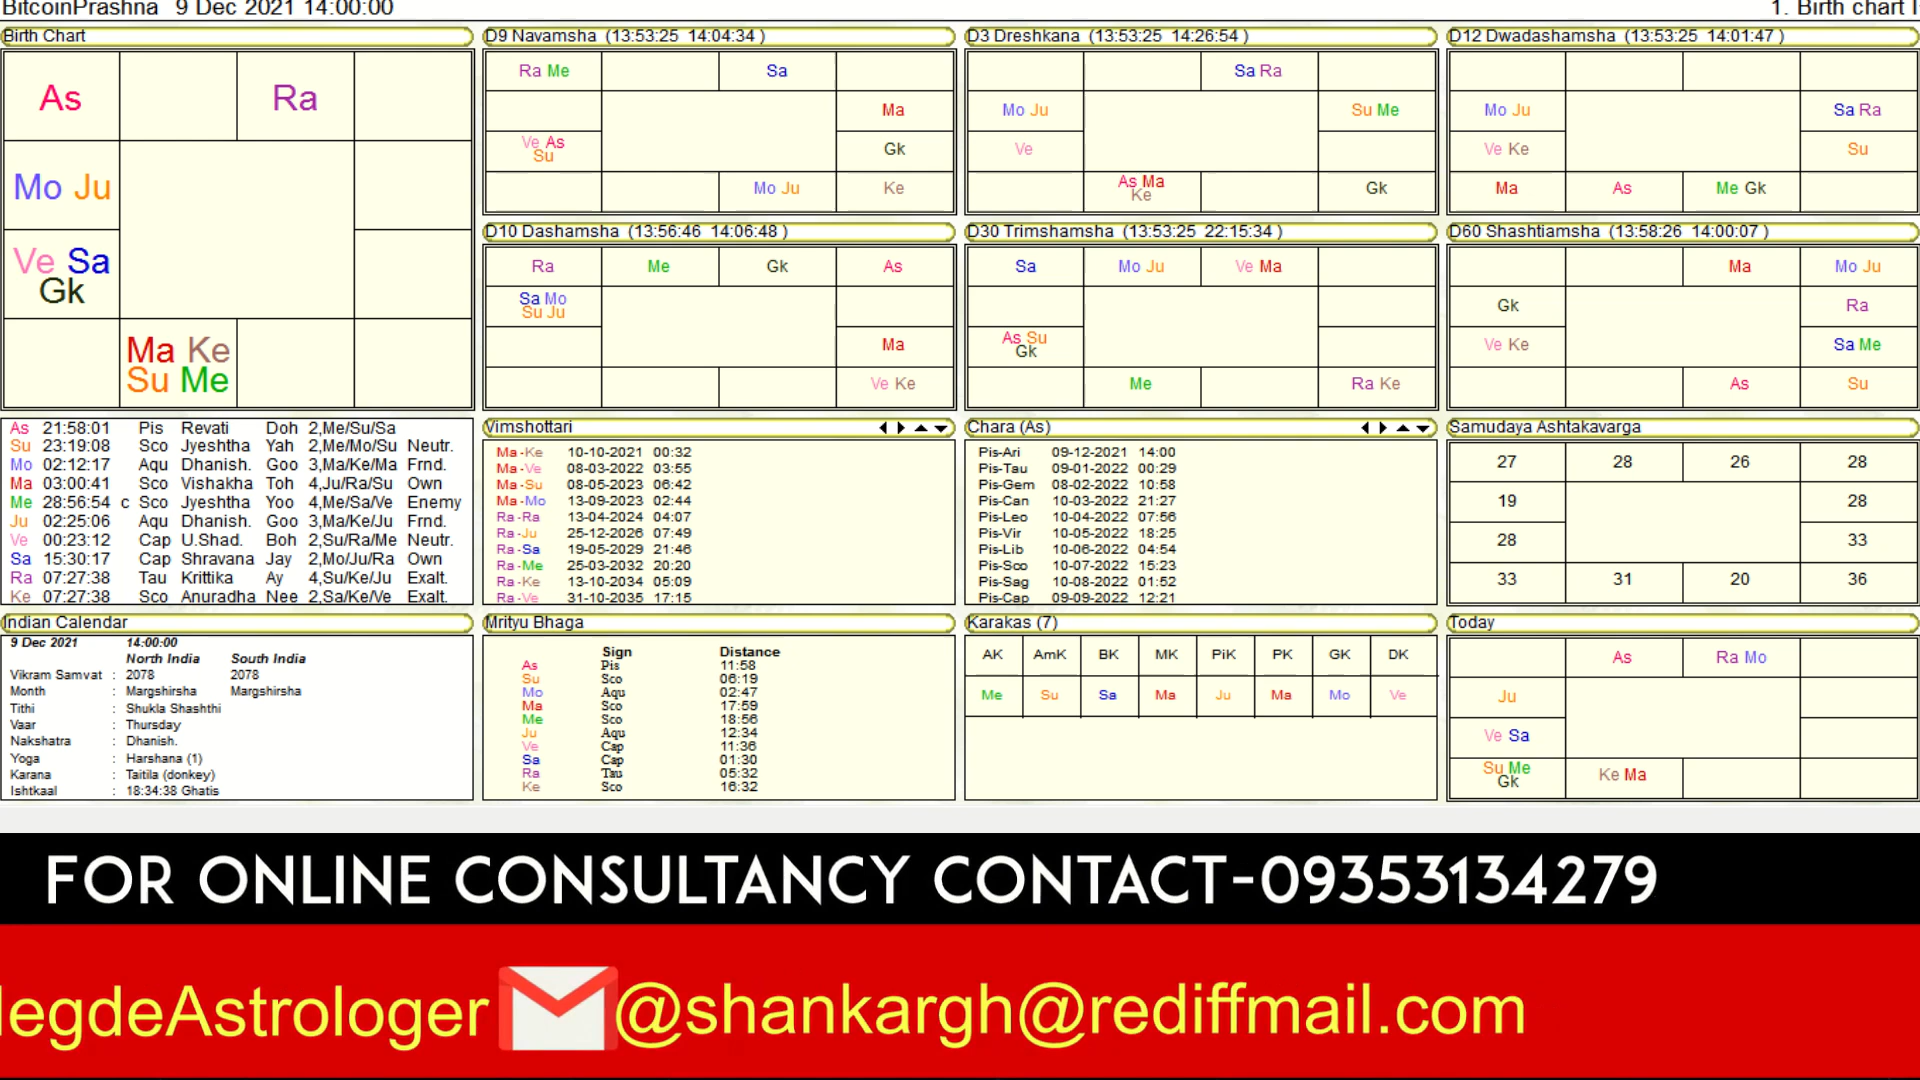 BitcoinPrashna 9 Dec 2021 14:00:00
1. Birth chart
Birth Chart
As Ra
Mo Ju
Ve Sa
Gk
Ma Ke
Su Me
D9 Navamsha (13:53:25 14:04:34 )
Ra Me Sa
Ma
Ve As
Su
Gk
Mo Ju Ke
D3 Dreshkana (13:53:25 14:26:54 )
Sa Ra
Mo Ju Su Me
Ve
As Ma
Ke
Gk
D12 Dwadashamsha (13:53:25 14:01:47 )
Mo Ju Sa Ra
Ve Ke Su
Ma As Me Gk
D10 Dashamsha (13:56:46 14:06:48 )
Ra Me Gk As
Sa Mo
Su Ju
Ma
Ve Ke
D30 Trimshamsha (13:53:25 22:15:34 )
Sa Mo Ju Ve Ma
As Su
Gk
Me Ra Ke
D60 Shashtiamsha (13:58:26 14:00:07 )
Ma Mo Ju
Gk Ra
Ve Ke Sa Me
As Su
As 21:58:01 Pis Revati Doh 2,Me/Su/Sa
Su 23:19:08 Sco Jyeshtha Yah 2,Me/Mo/Su Neutr.
Mo 02:12:17 Aqu Dhanish. Goo 3,Ma/Ke/Ma Frnd.
Ma 03:00:41 Sco Vishakha Toh 4,Ju/Ra/Su Own
Me 28:56:54 c Sco Jyeshtha Yoo 4,Me/Sa/Ve Enemy
Ju 02:25:06 Aqu Dhanish. Goo 3,Ma/Ke/Ju Frnd.
Ve 00:23:12 Cap U.Shad. Boh 2,Su/Ra/Me Neutr.
Sa 15:30:17 Cap Shravana Jay 2,Mo/Ju/Ra Own
Ra 07:27:38 Tau Krittika Ay 4,Su/Ke/Ju Exalt.
Ke 07:27:38 Sco Anuradha Nee 2,Sa/Ke/Ve Exalt.
Vimshottari
Ma-Ke 10-10-2021 00:32
Ma-Ve 08-03-2022 03:55
Ma-Su 08-05-2023 06:42
Ma-Mo 13-09-2023 02:44
Ra-Ra 13-04-2024 04:07
Ra-Ju 25-12-2026 07:49
Ra-Sa 19-05-2029 21:46
Ra-Me 25-03-2032 20:20
Ra-Ke 13-10-2034 05:09
Ra-Ve 31-10-2035 17:15
Chara (As)
Pis-Ari 09-12-2021 14:00
Pis-Tau 09-01-2022 00:29
Pis-Gem 08-02-2022 10:58
Pis-Can 10-03-2022 21:27
Pis-Leo 10-04-2022 07:56
Pis-Vir 10-05-2022 18:25
Pis-Lib 10-06-2022 04:54
Pis-Sco 10-07-2022 15:23
Pis-Sag 10-08-2022 01:52
Pis-Cap 09-09-2022 12:21
Samudaya Ashtakavarga
27 28 26 28
19 28
28 33
33 31 20 36
Indian Calendar
9 Dec 2021 14:00:00
North India South India
Vikram Samvat : 2078 2078
Month : Margshirsha Margshirsha
Tithi : Shukla Shashthi
Vaar : Thursday
Nakshatra : Dhanish.
Yoga : Harshana (1)
Karana : Taitila (donkey)
Ishtkaal : 18:34:38 Ghatis
Mrityu Bhaga
Sign Distance
As Pis 11:58
Su Sco 06:19
Mo Aqu 02:47
Ma Sco 17:59
Me Sco 18:56
Ju Aqu 12:34
Ve Cap 11:36
Sa Cap 01:30
Ra Tau 05:32
Ke Sco 16:32
Karakas (7)
AK AmK BK MK PiK PK GK DK
Me Su Sa Ma Ju Ma Mo Ve
Today
As Ra Mo
Ju
Ve Sa
Su Me
Gk
Ke Ma
FOR ONLINE CONSULTANCY CONTACT-09353134279
legdeAstrologer @shankargh@rediffmail.com